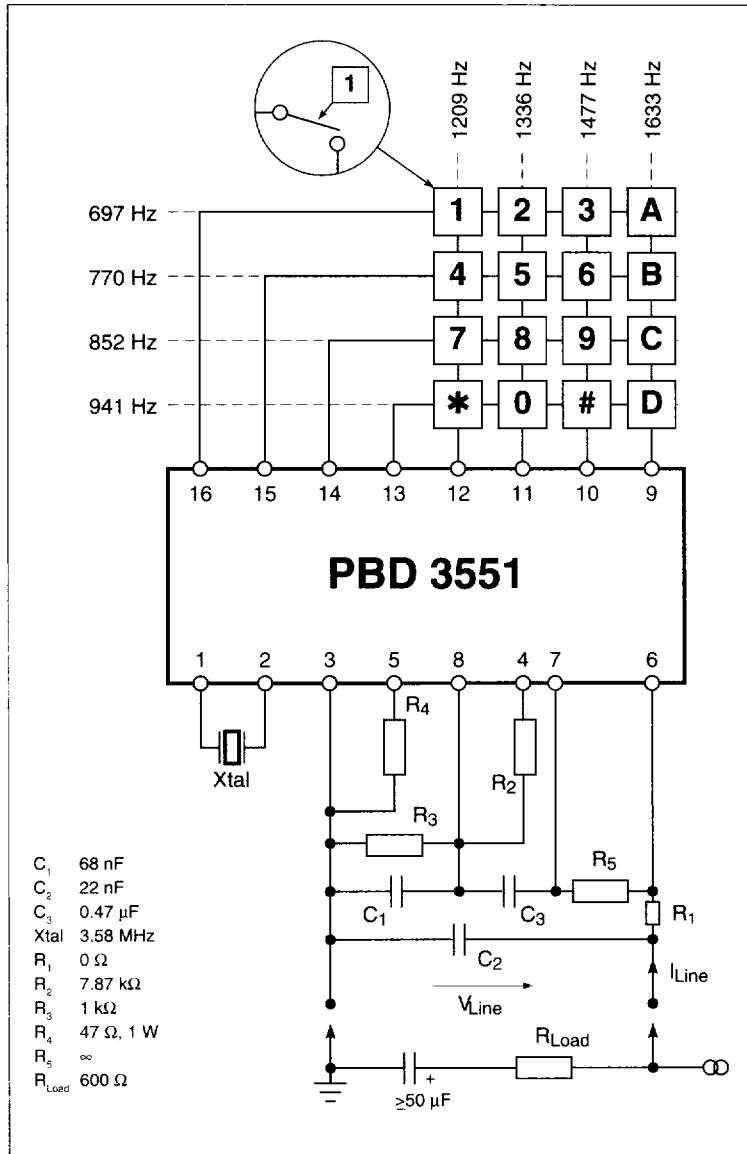 1
1209 Hz
1336 Hz
1477 Hz
1633 Hz
697 Hz 1 2 3 A
770 Hz 4 5 6 B
852 Hz 7 8 9 C
941 Hz * 0 # D
16 15 14 13 12 11 10 9
PBD 3551
1 2 3 5 8 4 7 6
R4
Xtal
R2
R3
R5
C1 C3 R1
C2
ILine
VLine
RLoad
+
≥50 µF
C1 68 nF
C2 22 nF
C3 0.47 µF
Xtal 3.58 MHz
R1 0 Ω
R2 7.87 kΩ
R3 1 kΩ
R4 47 Ω, 1 W
R5 ∞
RLoad 600 Ω